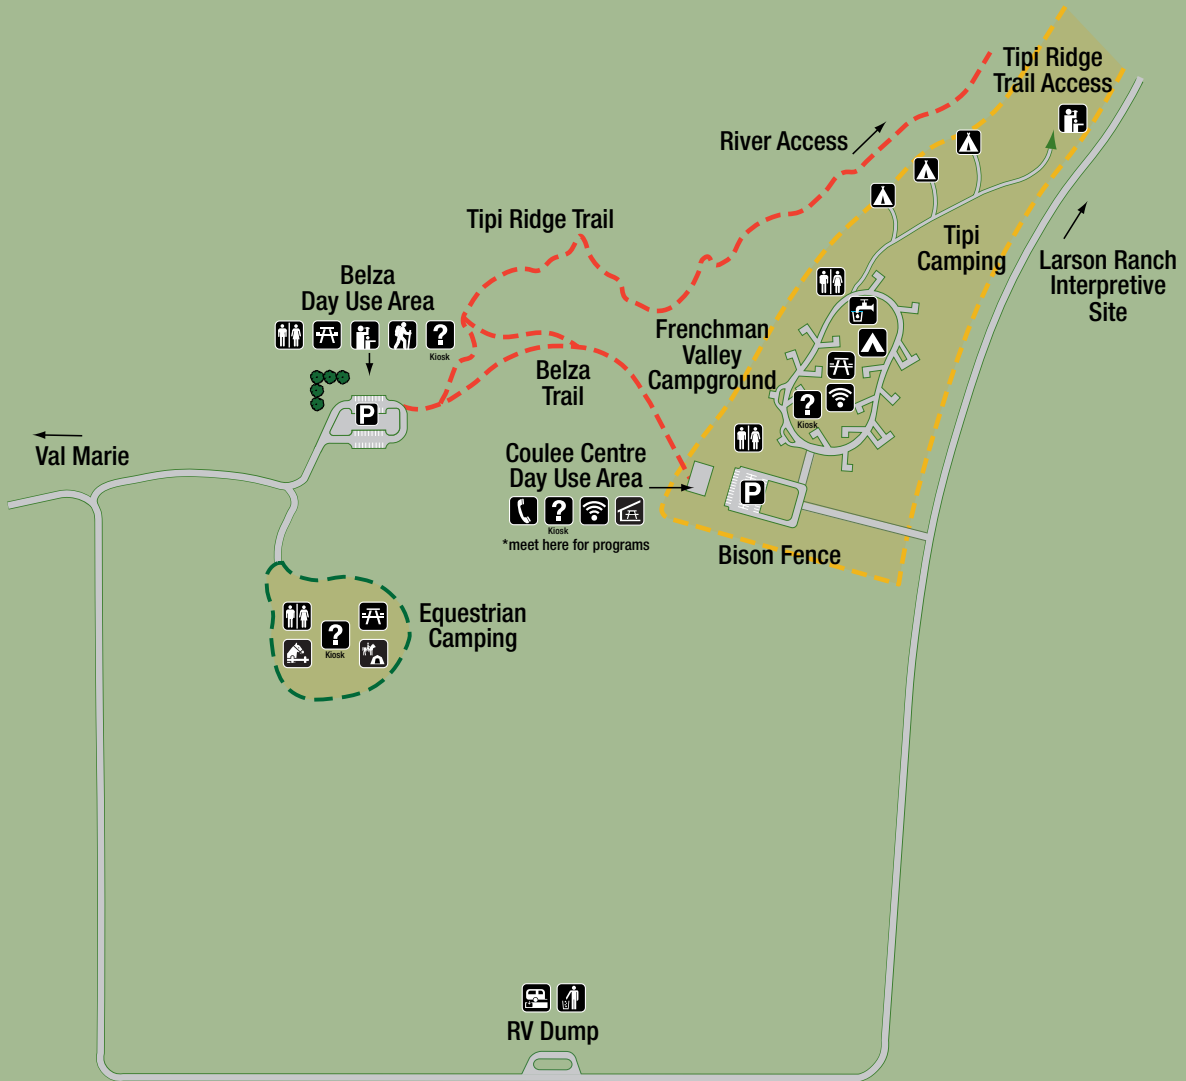 Tipi Ridge
Trail Access
River Access
Tipi Ridge Trail
Tipi
Camping
Larson Ranch
Interpretive
Site
Belza
Day Use Area
?
Kiosk
Frenchman
Valley
Campground
Belza
Trail
?
Kiosk
P
Val Marie
Coulee Centre
Day Use Area
?
Kiosk
*meet here for programs
P
Bison Fence
Equestrian
Camping
?
Kiosk
RV Dump